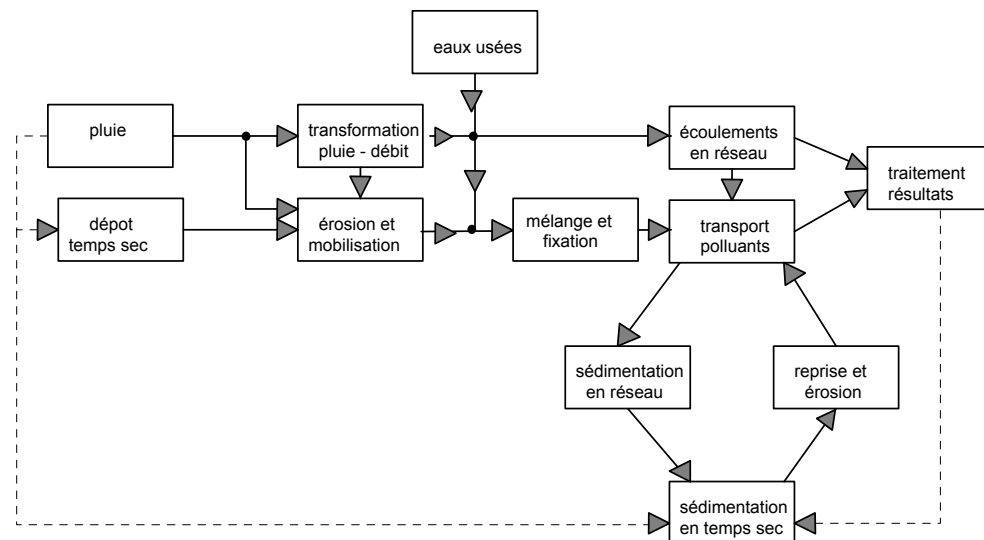 eaux usées
pluie
transformation
pluie - débit
écoulements
en réseau
traitement
résultats
dépot
temps sec
érosion et
mobilisation
mélange et
fixation
transport
polluants
sédimentation
en réseau
reprise et
érosion
sédimentation
en temps sec